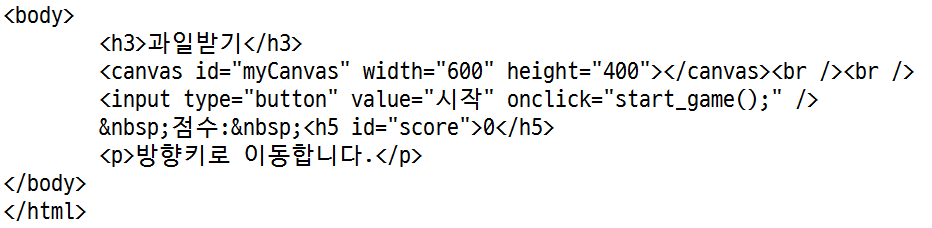 <body>
<h3>과일받기</h3>
<canvas id="myCanvas" width="600" height="400"></canvas><br /><br />
<input type="button" value="시작" onclick="start_game();" />
&nbsp;점수:&nbsp;<h5 id="score">0</h5>
<p>방향키로 이동합니다.</p>
</body>
</html>